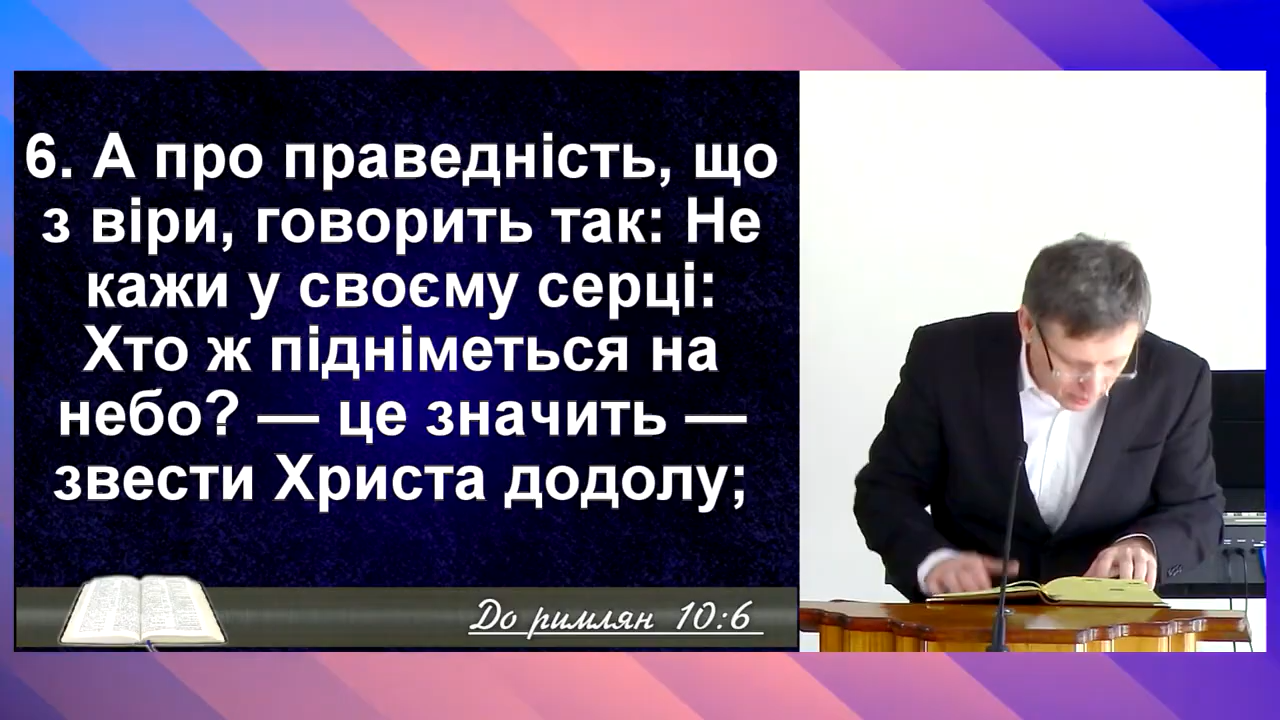 6. А про праведність, що
з віри, говорить так: Не
кажи у своєму серці:
Хто ж підніметься на
небо? — це значить —
звести Христа додолу;
До римлян 10:6